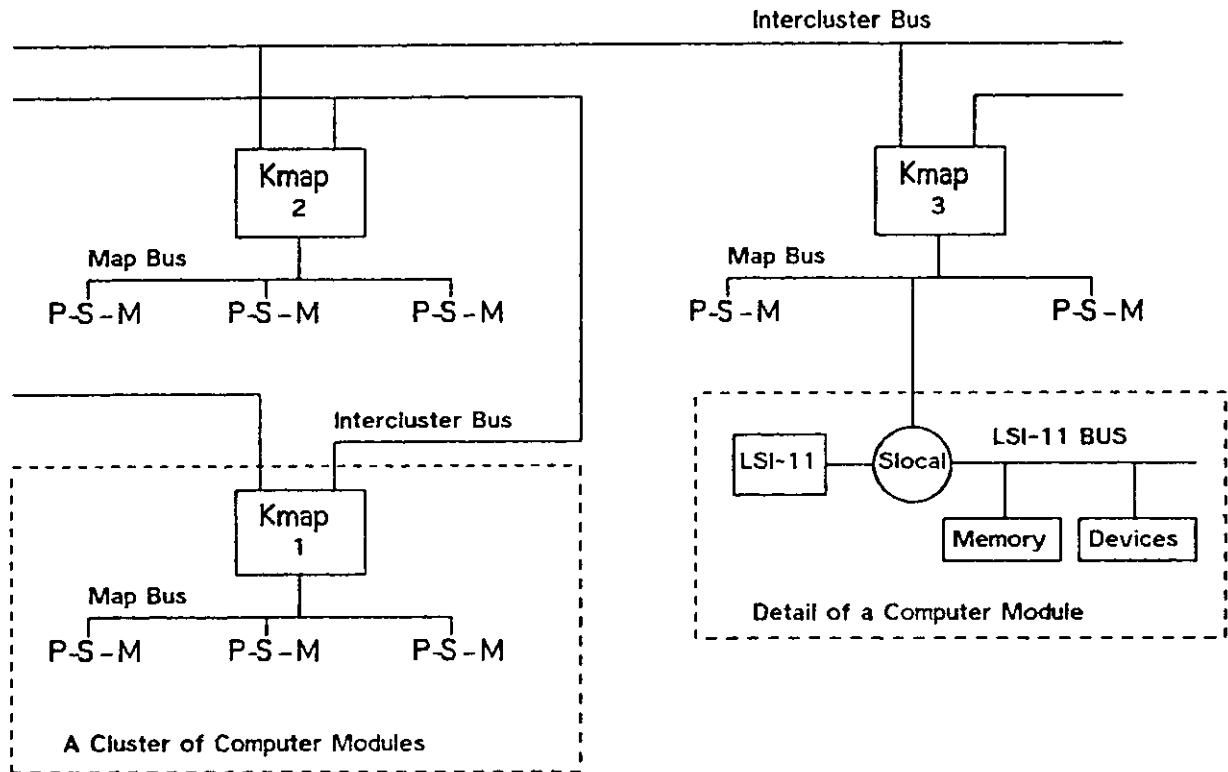 Intercluster Bus
Kmap
2
Kmap
3
Map Bus
Map Bus
P-S-M P-S-M P-S-M
P-S-M P-S-M
Intercluster Bus
LSI-11 BUS
LSI-11
Slocal
Kmap
1
Memory
Devices
Map Bus
Detail of a Computer Module
P-S-M P-S-M P-S-M
A Cluster of Computer Modules